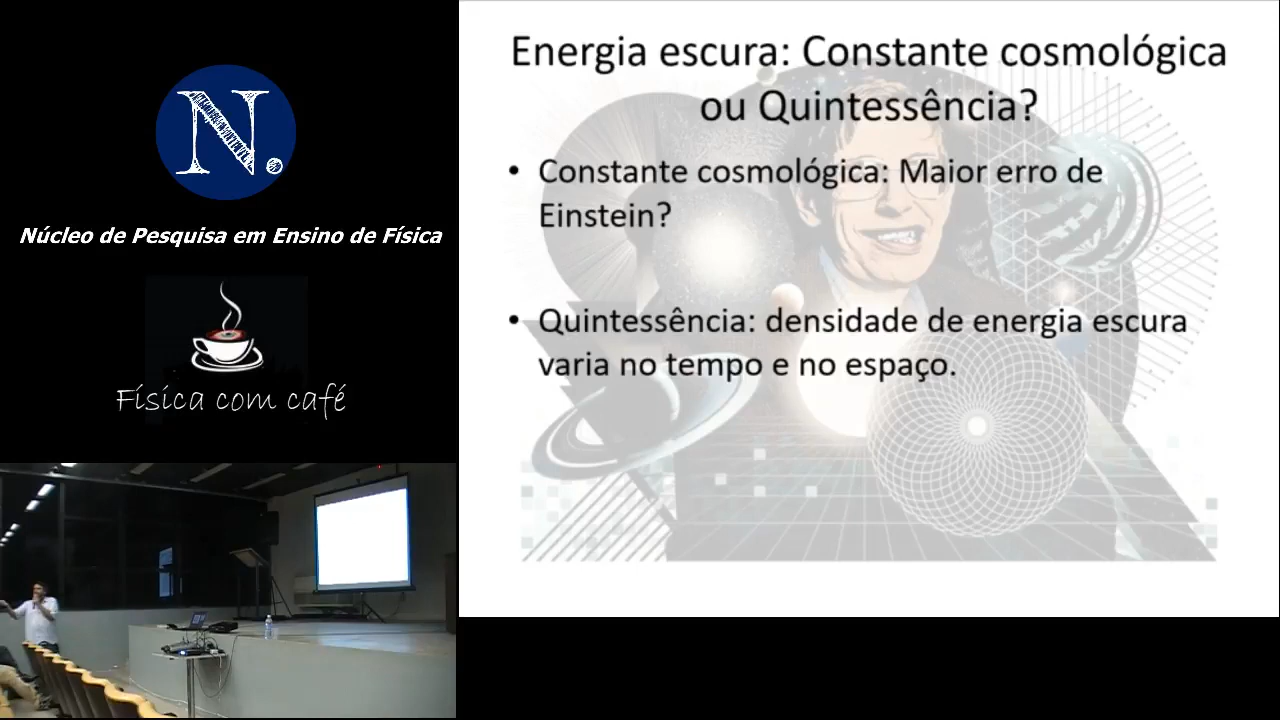 N.
Núcleo de Pesquisa em Ensino de Física
Física com café
Energia escura: Constante cosmológica
ou Quintessência?
• Constante cosmológica: Maior erro de
Einstein?
• Quintessência: densidade de energia escura
varia no tempo e no espaço.